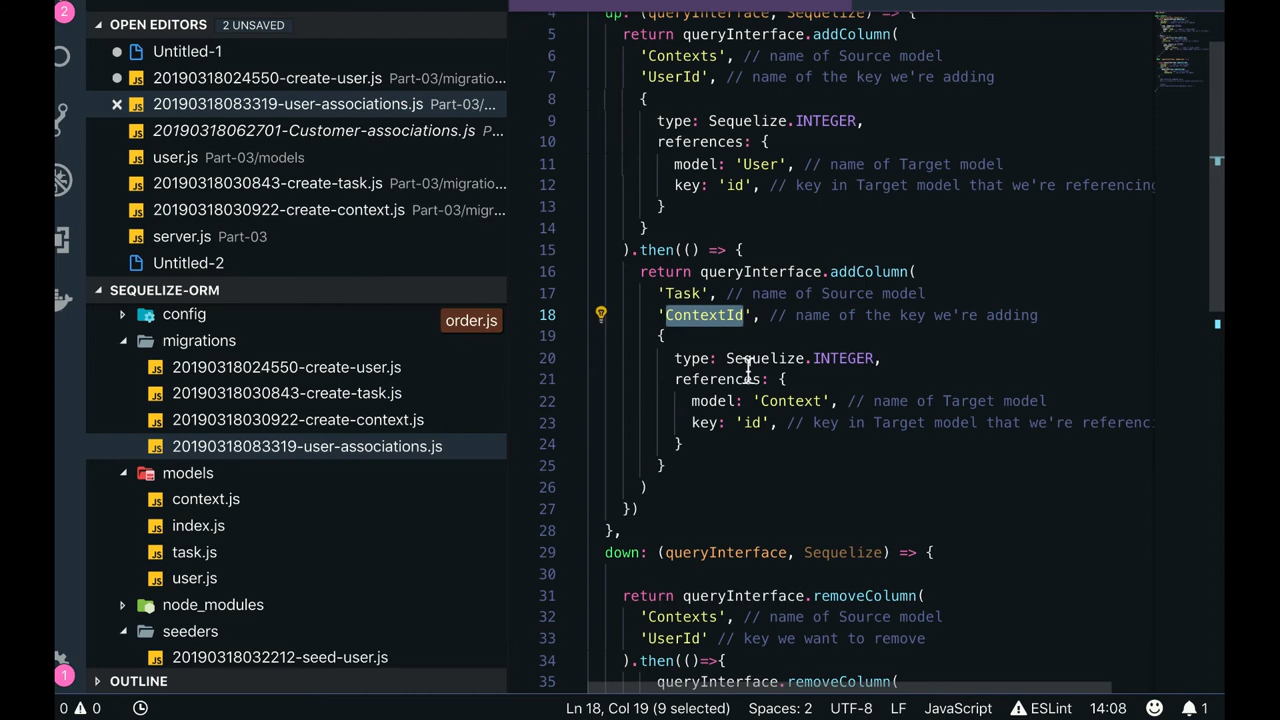 2
OPEN EDITORS 2 UNSAVED
Untitled-1
20190318024550-create-user.js Part-03/migratio...
20190318083319-user-associations.js Part-03/...
20190318062701-Customer-associations.js P...
user.js Part-03/models
20190318030843-create-task.js Part-03/migratio...
20190318030922-create-context.js Part-03/migr...
server.js Part-03
Untitled-2
SEQUELIZE-ORM
config
order.js
migrations
20190318024550-create-user.js
20190318030843-create-task.js
20190318030922-create-context.js
20190318083319-user-associations.js
models
context.js
index.js
task.js
user.js
node_modules
seeders
20190318032212-seed-user.js
1
OUTLINE
4 up: (queryInterface, Sequelize) => {
5 return queryInterface.addColumn(
6 'Contexts', // name of Source model
7 'UserId', // name of the key we're adding
8 {
9 type: Sequelize.INTEGER,
10 references: {
11 model: 'User', // name of Target model
12 key: 'id', // key in Target model that we're referencing
13 }
14 }
15 ).then(() => {
16 return queryInterface.addColumn(
17 'Task', // name of Source model
18 'ContextId', // name of the key we're adding
19 {
20 type: Sequelize.INTEGER,
21 references: {
22 model: 'Context', // name of Target model
23 key: 'id', // key in Target model that we're referenc
24 }
25 }
26 )
27 })
28 },
29 down: (queryInterface, Sequelize) => {
30
31 return queryInterface.removeColumn(
32 'Contexts', // name of Source model
33 'UserId' // key we want to remove
34 ).then(()=>{
35 queryInterface.removeColumn(
0 0 Ln 18, Col 19 (9 selected) Spaces: 2 UTF-8 LF JavaScript ESLint 14:08 1